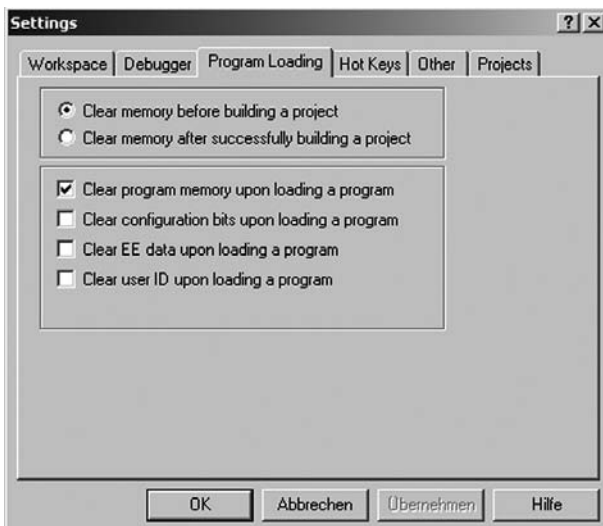 Settings
Workspace Debugger Program Loading Hot Keys Other Projects
Clear memory before building a project
Clear memory after successfully building a project
Clear program memory upon loading a program
Clear configuration bits upon loading a program
Clear EE data upon loading a program
Clear user ID upon loading a program
OK Abbrechen Übernehmen Hilfe